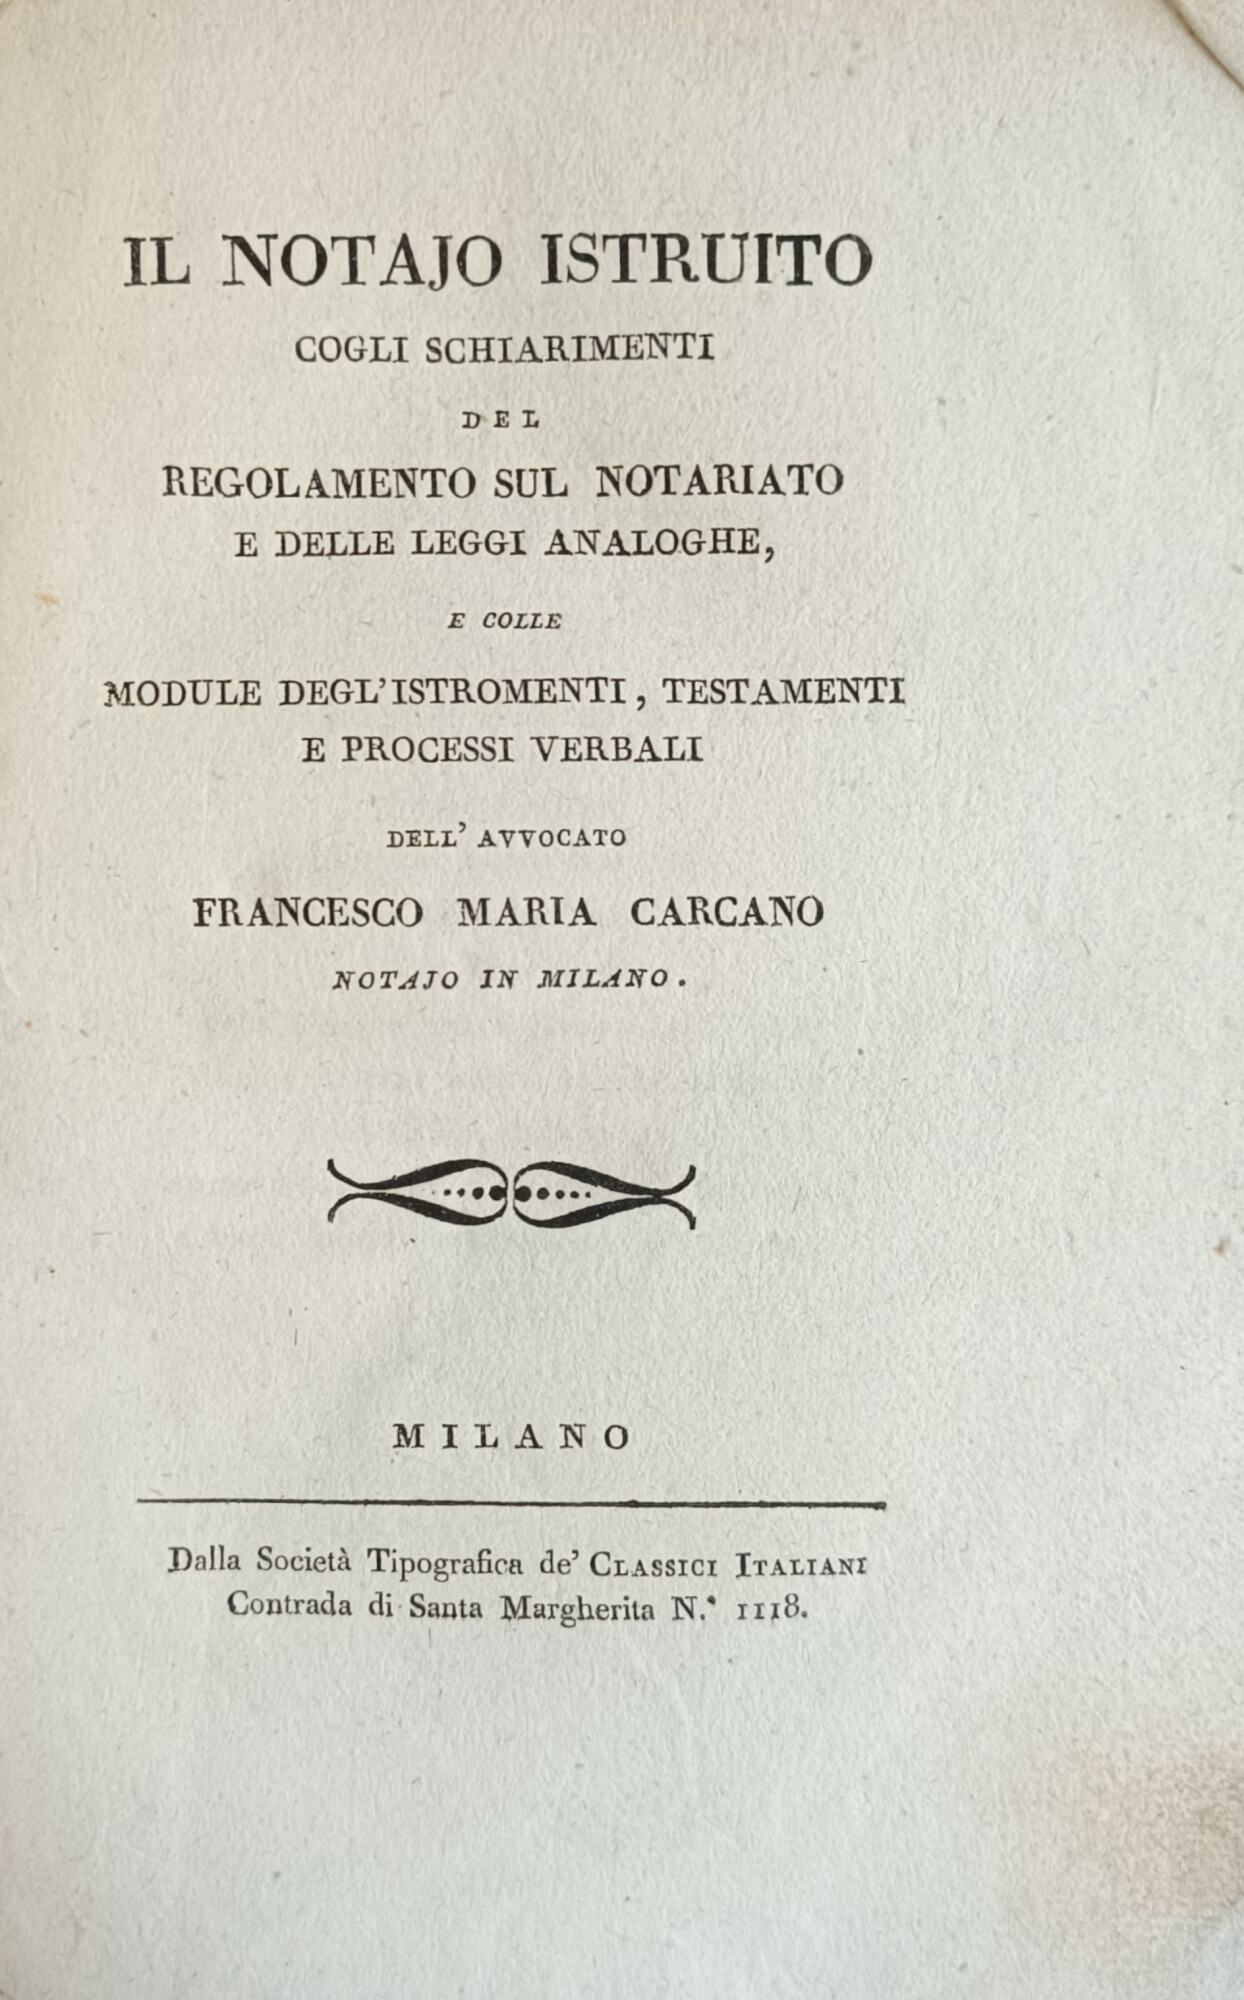 IL NOTAJO ISTRUITO
COGLI SCHIARIMENTI
DEL
REGOLAMENTO SUL NOTARIATO
E DELLE LEGGI ANALOGHE,
E COLLE
MODULE DEGL'ISTROMENTI, TESTAMENTI
E PROCESSI VERBALI
DELL' AVVOCATO
FRANCESCO MARIA CARCANO
NOTAJO IN MILANO.
MILANO
Dalla Società Tipografica de' CLASSICI ITALIANI
Contrada di Santa Margherita N.° 1118.